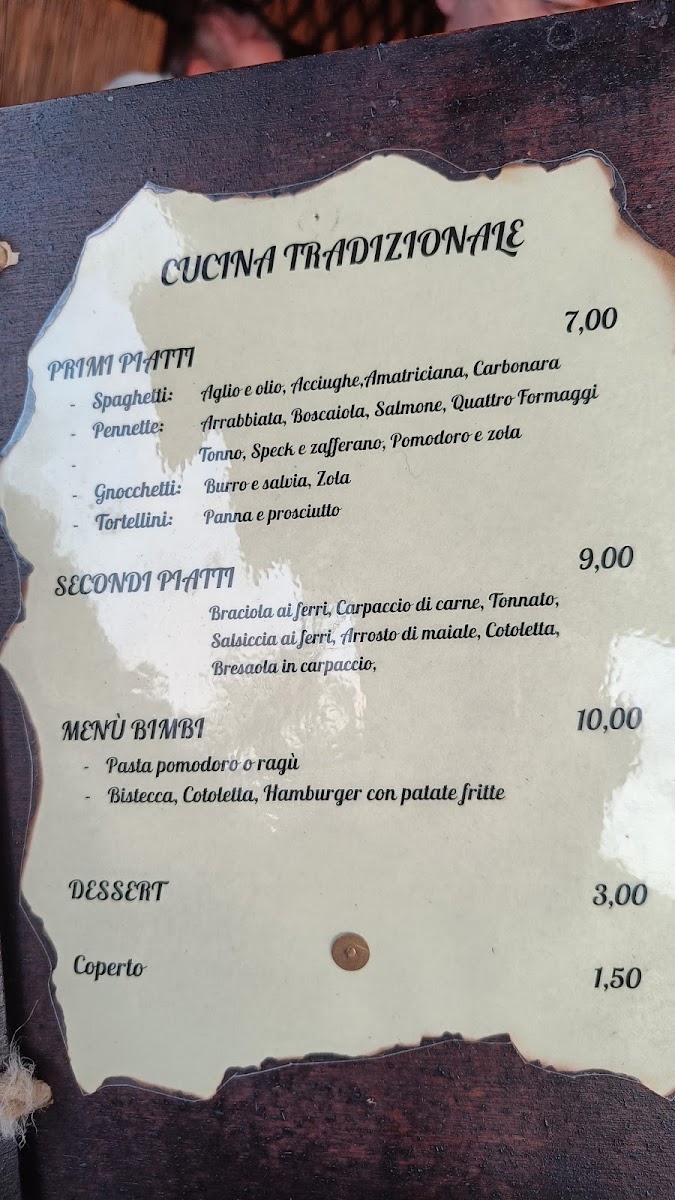 CUCINA TRADIZIONALE
PRIMI PIATTI 7,00
- Spaghetti: Aglio e olio, Acciughe,Amatriciana, Carbonara
- Pennette: Arrabbiata, Boscaiola, Salmone, Quattro Formaggi
- Tonno, Speck e zafferano, Pomodoro e zola
- Gnocchetti: Burro e salvia, Zola
- Tortellini: Panna e prosciutto
SECONDI PIATTI 9,00
Braciola ai ferri, Carpaccio di carne, Tonnato,
Salsiccia ai ferri, Arrosto di maiale, Cotoletta,
Bresaola in carpaccio,
MENÙ BIMBI 10,00
- Pasta pomodoro o ragù
- Bistecca, Cotoletta, Hamburger con patate fritte
DESSERT 3,00
Coperto 1,50